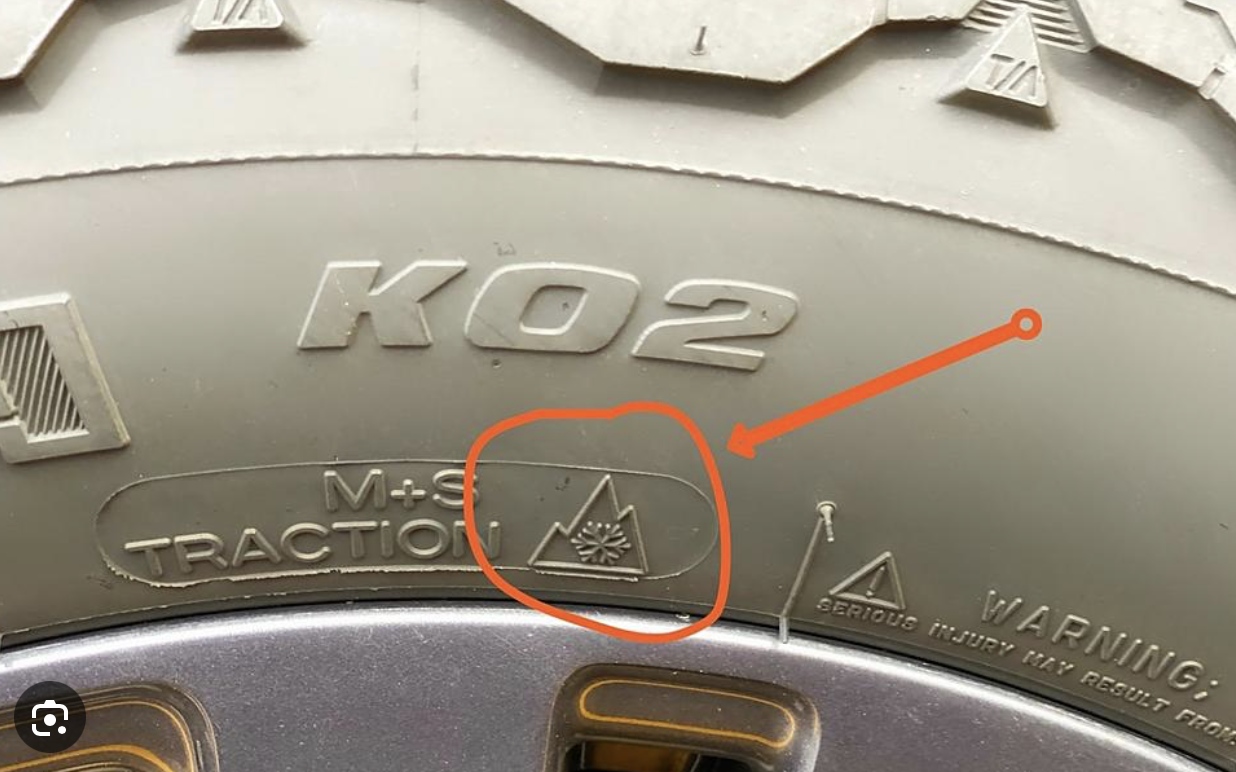 T/A
T/A
KO2
M+S
TRACTION
WARNING:
SERIOUS INJURY MAY RESULT FROM